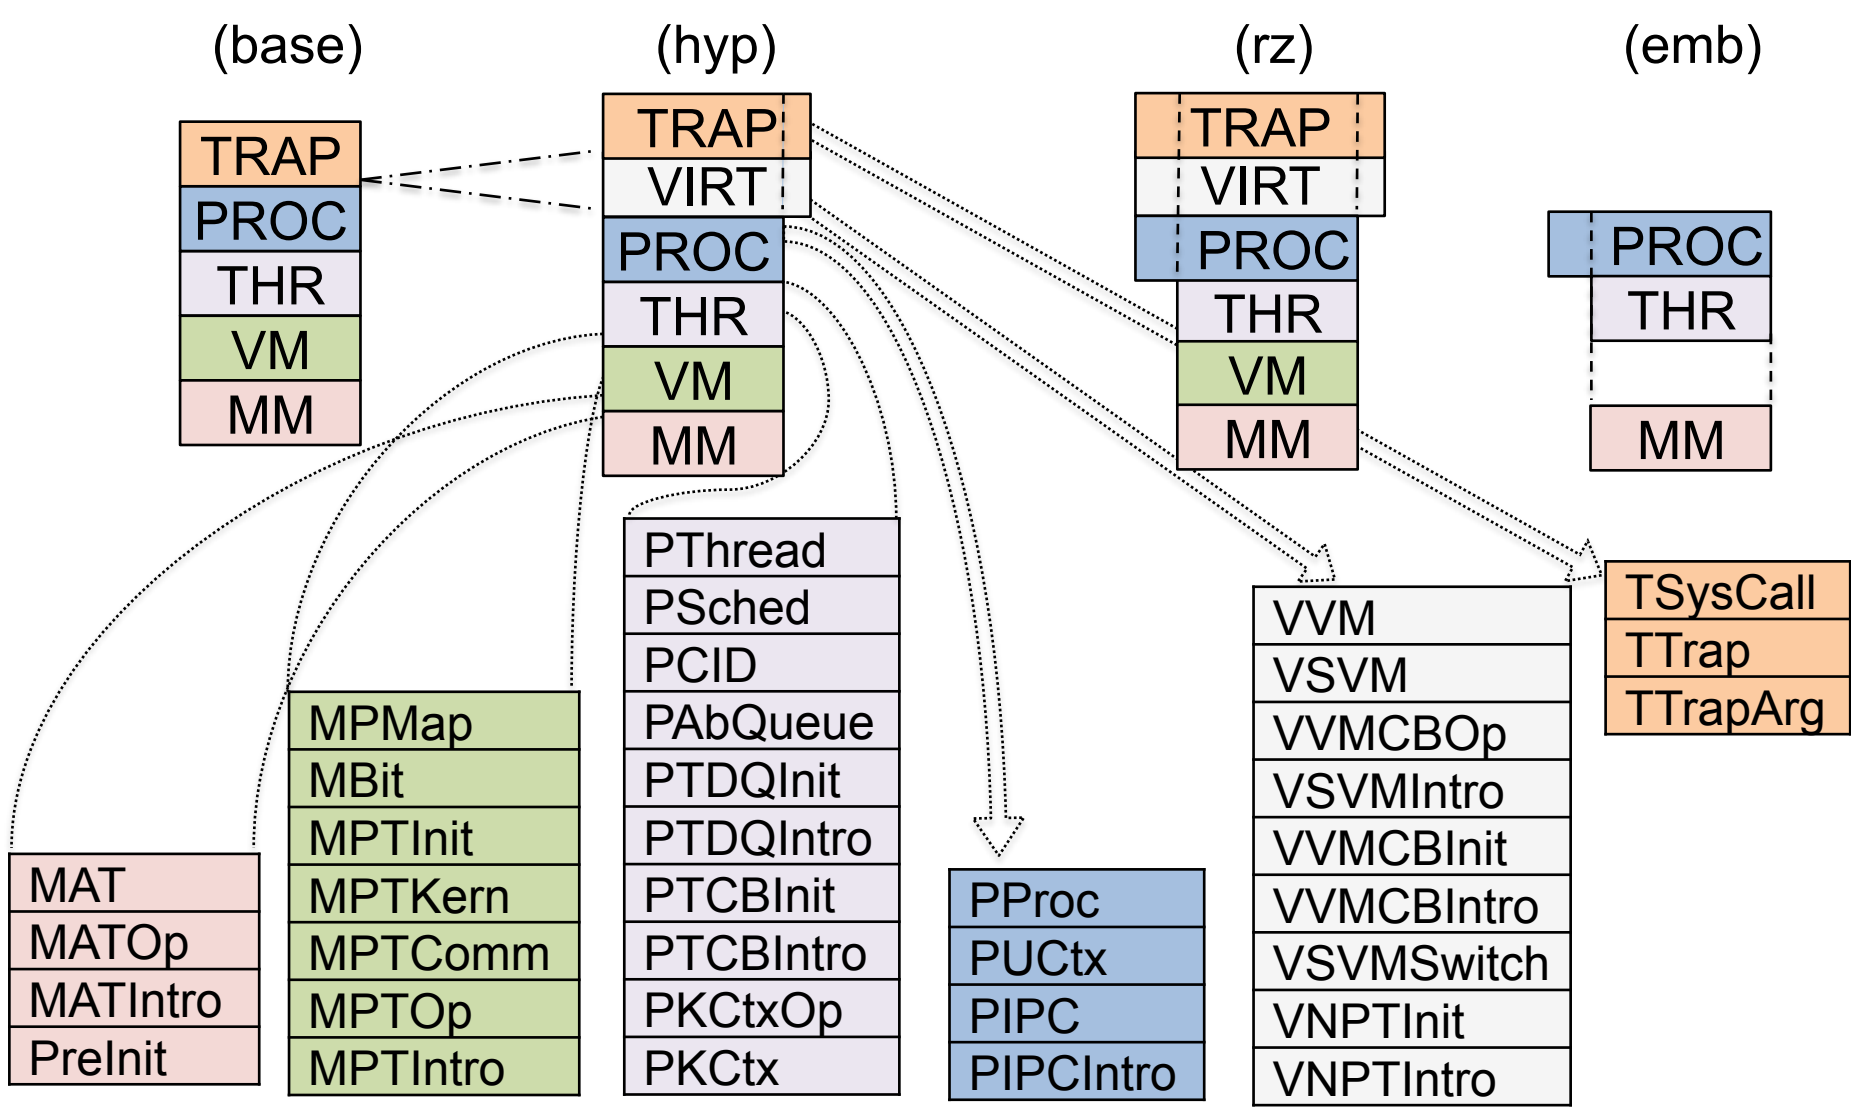 (base)
(hyp)
(rz)
(emb)
TRAP
PROC
THR
VM
MM
TRAP
VIRT
PROC
THR
VM
MM
TRAP
VIRT
PROC
THR
VM
MM
PROC
THR
MM
MAT
MATOp
MATIntro
PreInit
MPMap
MBit
MPTInit
MPTKern
MPTComm
MPTOp
MPTIntro
PThread
PSched
PCID
PAbQueue
PTDQInit
PTDQIntro
PTCBInit
PTCBIntro
PKCtxOp
PKCtx
PProc
PUCtx
PIPC
PIPCIntro
VVM
VSVM
VVMCBOp
VSVMIntro
VVMCBInit
VVMCBIntro
VSVMSwitch
VNPTInit
VNPTIntro
TSysCall
TTrap
TTrapArg